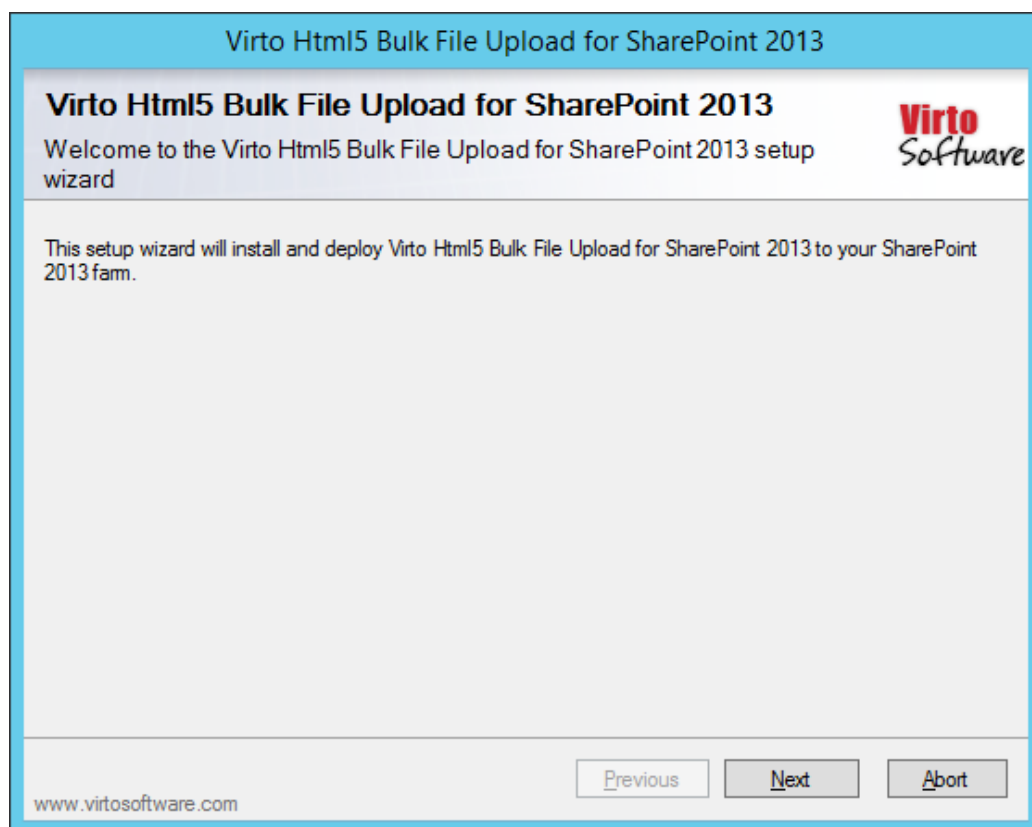 Virto Html5 Bulk File Upload for SharePoint 2013
Virto Html5 Bulk File Upload for SharePoint 2013
Welcome to the Virto Html5 Bulk File Upload for SharePoint 2013 setup
wizard
Virto
Software
This setup wizard will install and deploy Virto Html5 Bulk File Upload for SharePoint 2013 to your SharePoint
2013 farm.
Previous Next Abort
www.virtosoftware.com